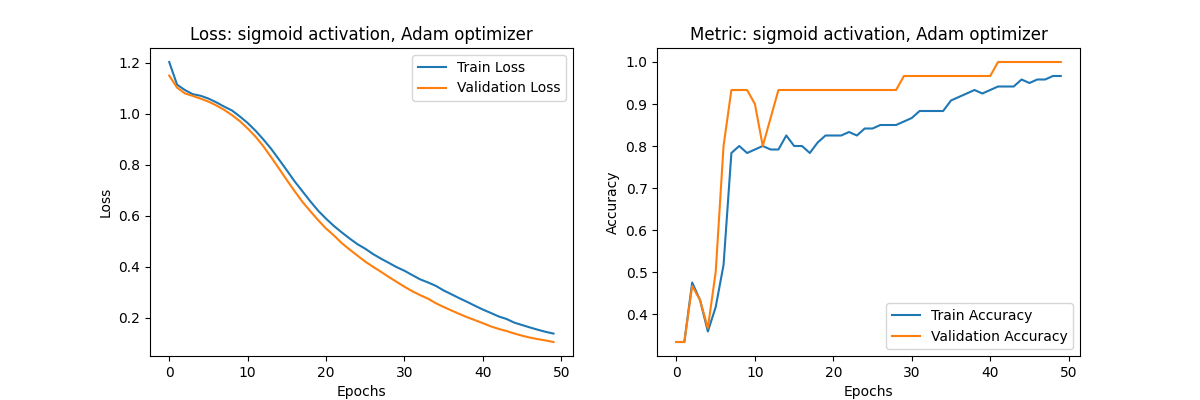 Loss: sigmoid activation, Adam optimizer
1.2
1.0
0.8
0.6
0.4
0.2
Loss
Train Loss
Validation Loss
0
10
20
30
40
50
Epochs
Metric: sigmoid activation, Adam optimizer
1.0
0.9
0.8
0.7
0.6
0.5
0.4
Accuracy
Train Accuracy
Validation Accuracy
0
10
20
30
40
50
Epochs